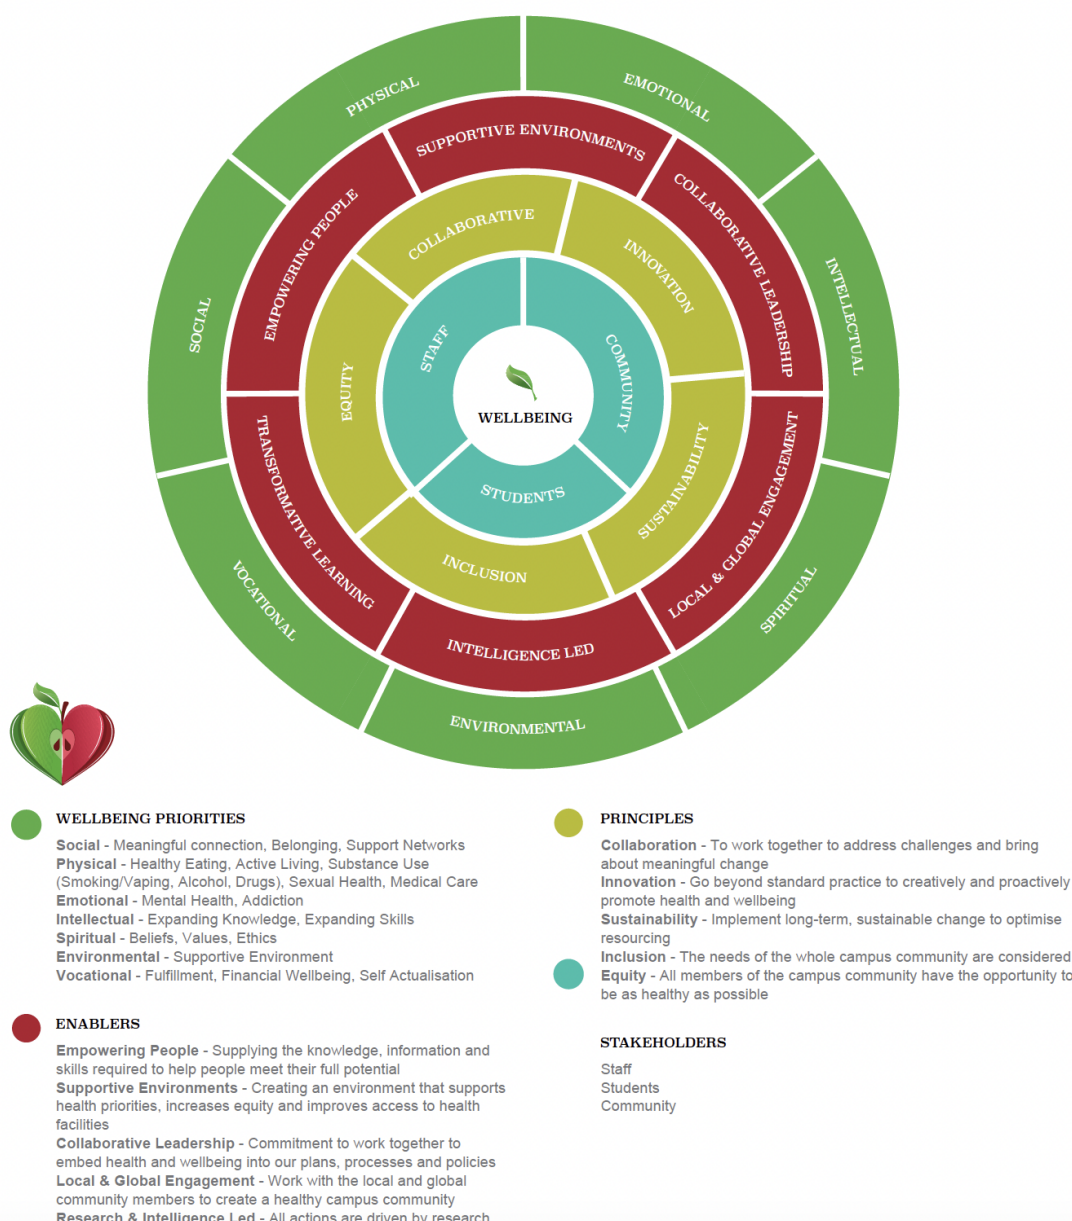 PHYSICAL
EMOTIONAL
SUPPORTIVE ENVIRONMENTS
COLLABORATIVE LEADERSHIP
EMPOWERING PEOPLE
COLLABORATIVE
INNOVATION
SOCIAL
INTELLECTUAL
STAFF
COMMUNITY
EQUITY
WELLBEING
STUDENTS
SUSTAINABILITY
LOCAL & GLOBAL ENGAGEMENT
TRANSFORMATIVE LEARNING
INCLUSION
VOCATIONAL
SPIRITUAL
INTELLIGENCE LED
ENVIRONMENTAL
WELLBEING PRIORITIES
Social - Meaningful connection, Belonging, Support Networks
Physical - Healthy Eating, Active Living, Substance Use
(Smoking/Vaping, Alcohol, Drugs), Sexual Health, Medical Care
Emotional - Mental Health, Addiction
Intellectual - Expanding Knowledge, Expanding Skills
Spiritual - Beliefs, Values, Ethics
Environmental - Supportive Environment
Vocational - Fulfillment, Financial Wellbeing, Self Actualisation
ENABLERS
Empowering People - Supplying the knowledge, information and
skills required to help people meet their full potential
Supportive Environments - Creating an environment that supports
health priorities, increases equity and improves access to health
facilities
Collaborative Leadership - Commitment to work together to
embed health and wellbeing into our plans, processes and policies
Local & Global Engagement - Work with the local and global
community members to create a healthy campus community
Research & Intelligence Led - All actions are driven by research
PRINCIPLES
Collaboration - To work together to address challenges and bring
about meaningful change
Innovation - Go beyond standard practice to creatively and proactively
promote health and wellbeing
Sustainability - Implement long-term, sustainable change to optimise
resourcing
Inclusion - The needs of the whole campus community are considered
Equity - All members of the campus community have the opportunity to
be as healthy as possible
STAKEHOLDERS
Staff
Students
Community